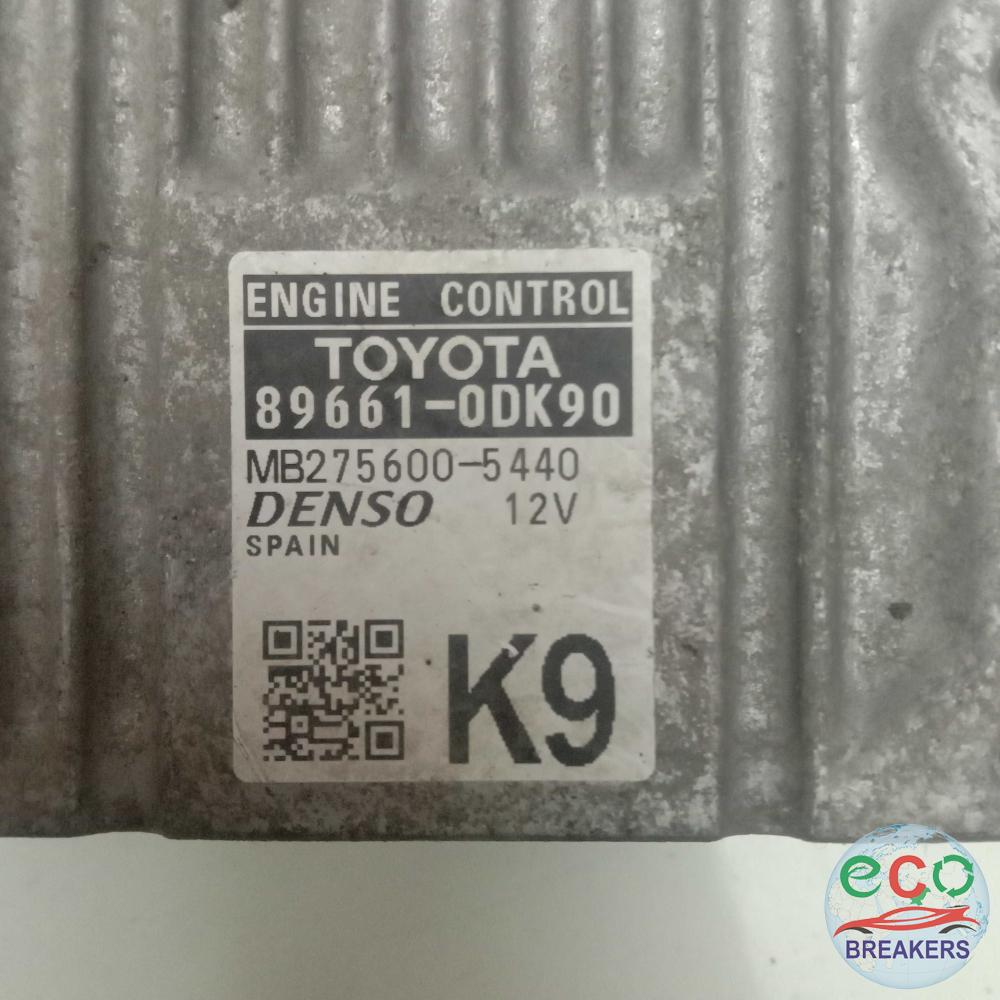 ENGINE CONTROL
TOYOTA
89661-0DK90
MB275600-5440
DENSO 12V
SPAIN
K9
eco
BREAKERS